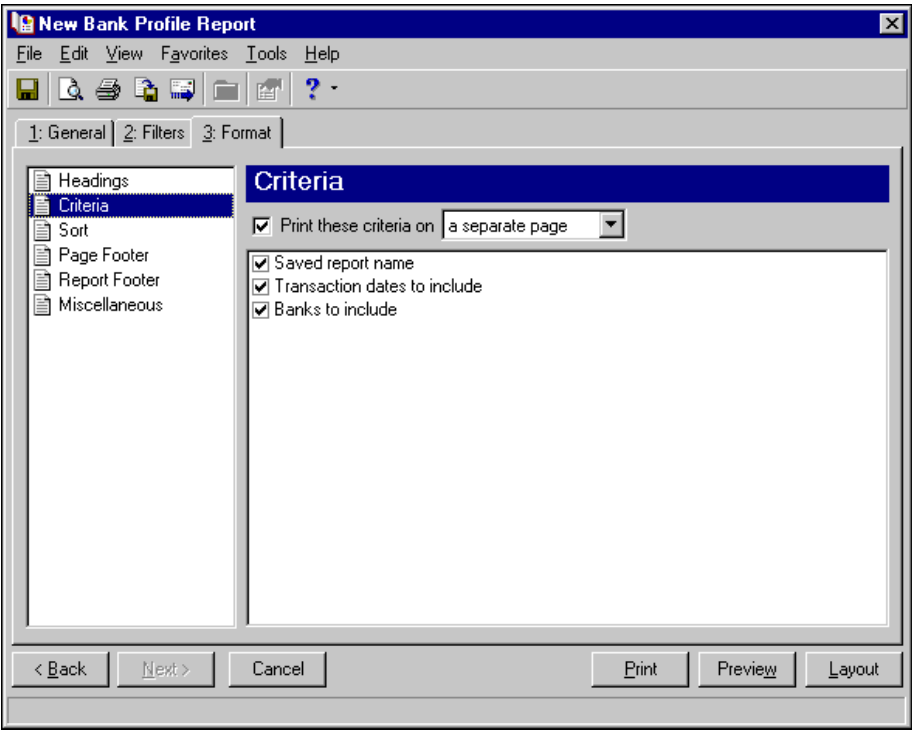 New Bank Profile Report
File Edit View Favorites Tools Help
?
1: General 2: Filters 3: Format
Headings
Criteria
Sort
Page Footer
Report Footer
Miscellaneous
Criteria
Print these criteria on a separate page
Saved report name
Transaction dates to include
Banks to include
< Back Next > Cancel Print Preview Layout